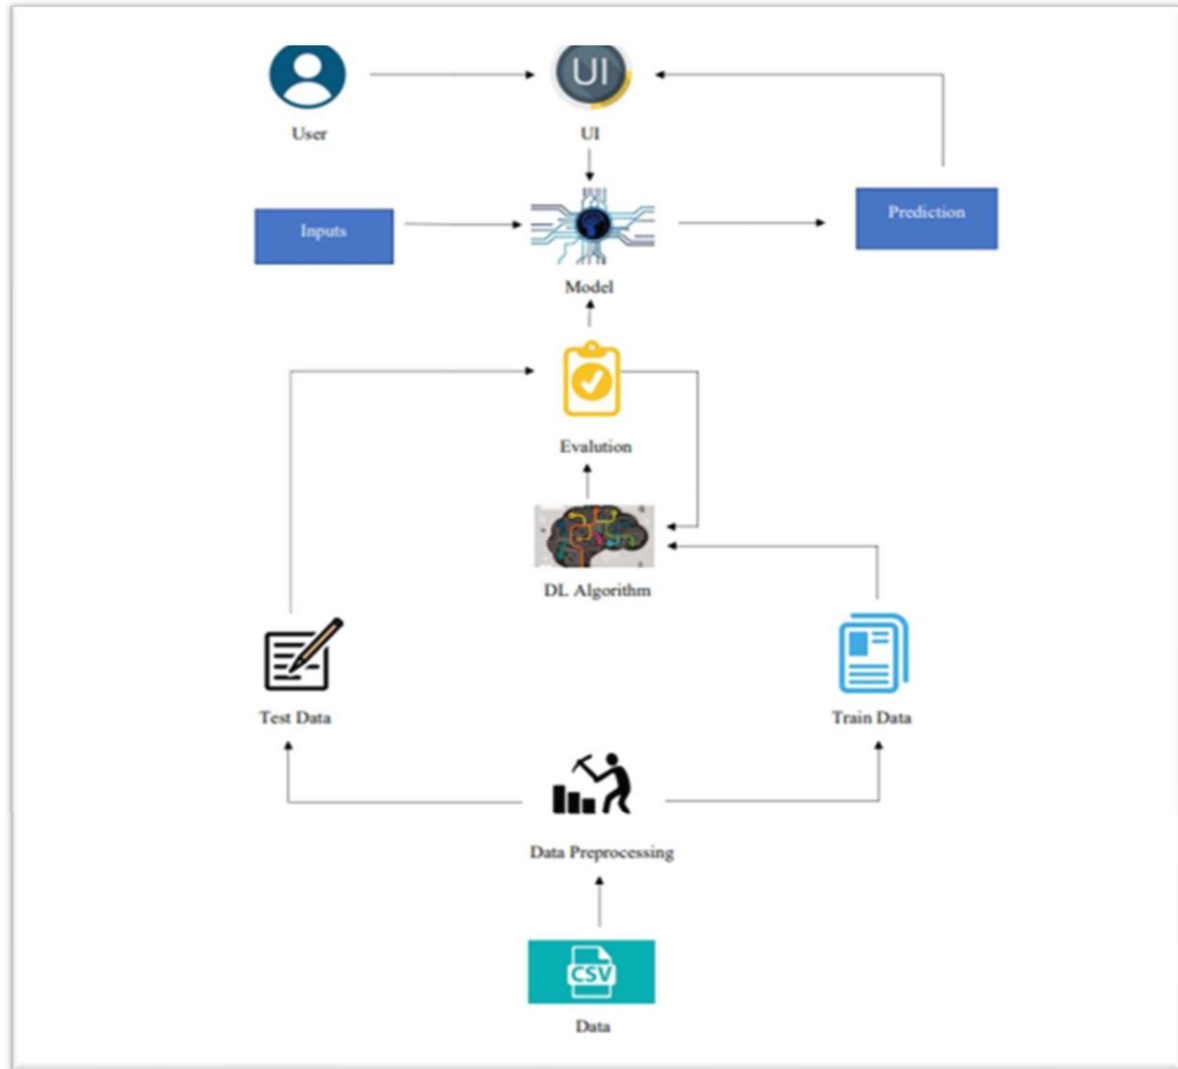 UI
User
UI
Inputs
Prediction
Model
Evalution
DL Algorithm
Test Data
Train Data
Data Preprocessing
CSV
Data